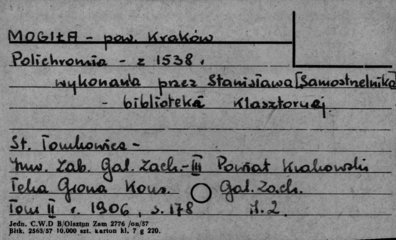 MOGIŁA - pow. Kraków
Polichromia - z 1538 r.
wykonana przez Stanisława [Samostrzelnika]
- biblioteka Klasztornej.
St. Tomkowicz -
Inw. Zab. Gal. Zach. - III Powiat Krakowski
Teka Grona Kons. Gal. Zach.
Tom II r. 1906, s. 178 il. 2.
Jedn. C.W.D B/Olsztyn Zam 2776 /on/57
Bitk. 2563/57 10.000 szt. karton kl. 7 g 220.